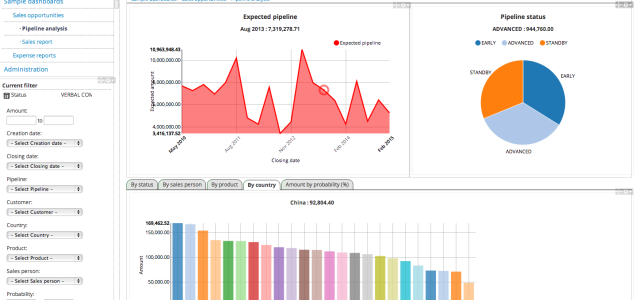 Sample dashboards
Sales opportunities
- Pipeline analysis
- Sales report
Expense reports
Administration
Current filter
Status VERBAL CON
Amount:
to
Creation date:
- Select Creation date -
Closing date:
- Select Closing date -
Pipeline:
- Select Pipeline -
Customer:
- Select Customer -
Country:
- Select Country -
Product:
- Select Product -
Sales person:
- Select Sales person -
Probability:
Expected pipeline
Aug 2013 : 7,319,278.71
Expected pipeline
10,963,948.43
10,000,000.00
8,000,000.00
6,000,000.00
4,000,000.00
3,416,137.52
Expected amount
May 2010
Aug 2011
Nov 2012
Feb 2014
Feb 2015
Closing date
Pipeline status
ADVANCED : 944,760.00
EARLY
ADVANCED
STANDBY
STANDBY
EARLY
ADVANCED
By status
By sales person
By product
By country
Amount by probability (%)
China : 92,804.40
169,462.52
150,000.00
100,000.00
50,000.00
Amount